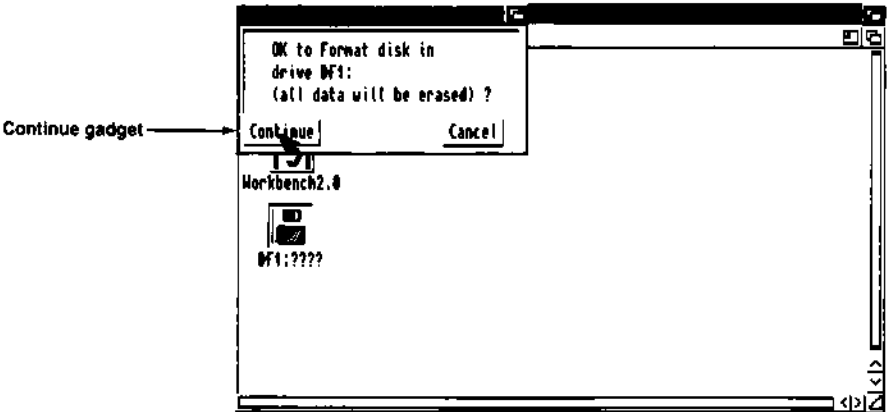 OK to Format disk in
drive DF1:
(all data will be erased) ?
Continue gadget
Continue
Cancel
Workbench2.0
DF1:????